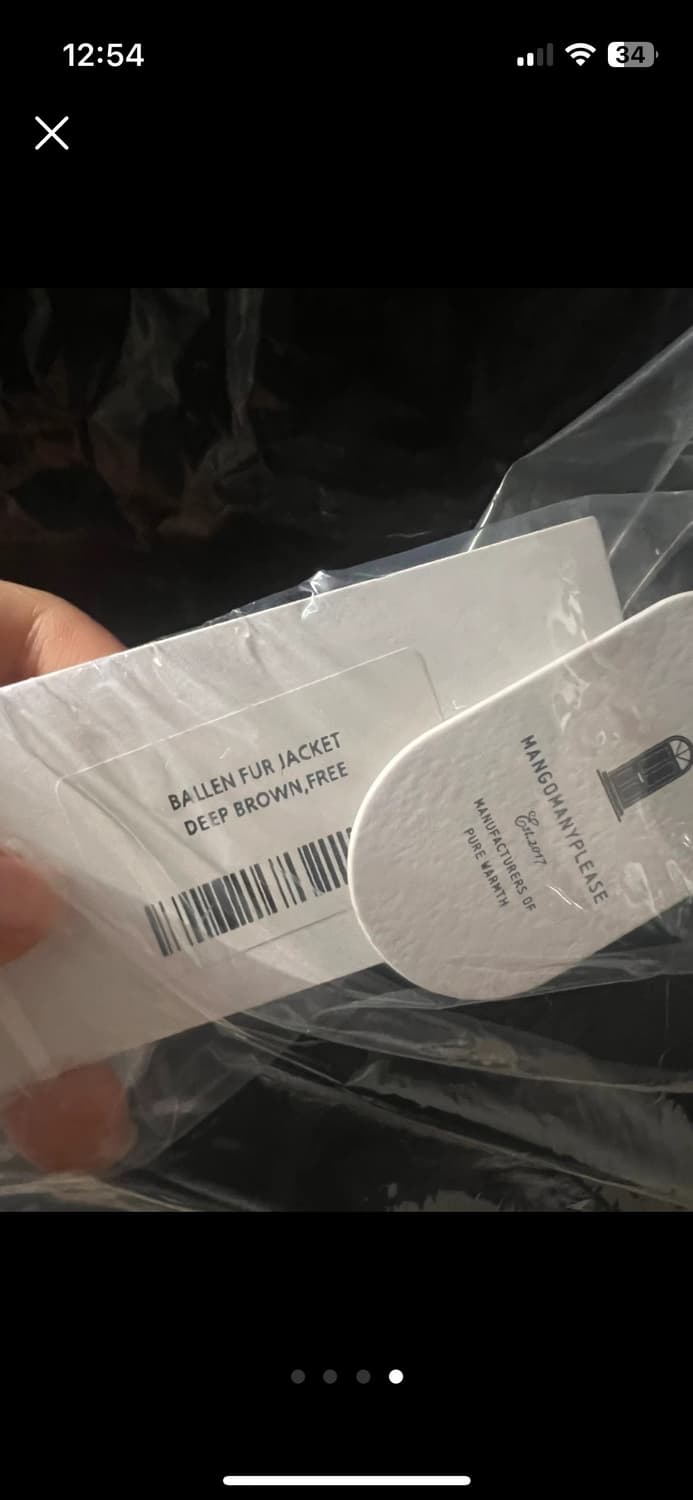 12:54
34
BALLEN FUR JACKET
DEEP BROWN,FREE
MANGOMANYPLEASE
Est.2017
MANUFACTURERS OF
PURE WARMTH